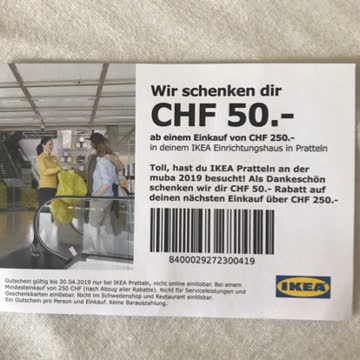 Wir schenken dir
CHF 50.-
ab einem Einkauf von CHF 250.-
in deinem IKEA Einrichtungshaus in Pratteln
Toll, hast du IKEA Pratteln an der
muba 2019 besucht! Als Dankeschön
schenken wir dir CHF 50.- Rabatt auf
deinen nächsten Einkauf über CHF 250.-
8400029272300419
Gutschein gültig bis 30.04.2019 nur bei IKEA Pratteln, nicht online einlösbar. Bei einem
Mindesteinkauf von 250 CHF (nach Abzug aller Rabatte). Nicht für Serviceleistungen und
Geschenkkarten einlösbar. Nicht im Swedenshop und Restaurant einlösbar.
Ein Gutschein pro Person und Einkauf. Keine Barauszahlung.
IKEA